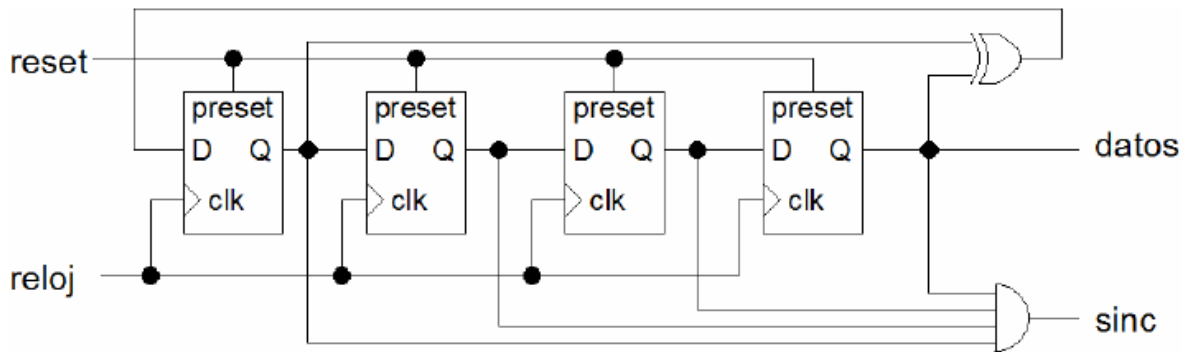 reset
preset preset preset preset
D Q D Q D Q D Q
datos
clk clk clk clk
reloj
sinc